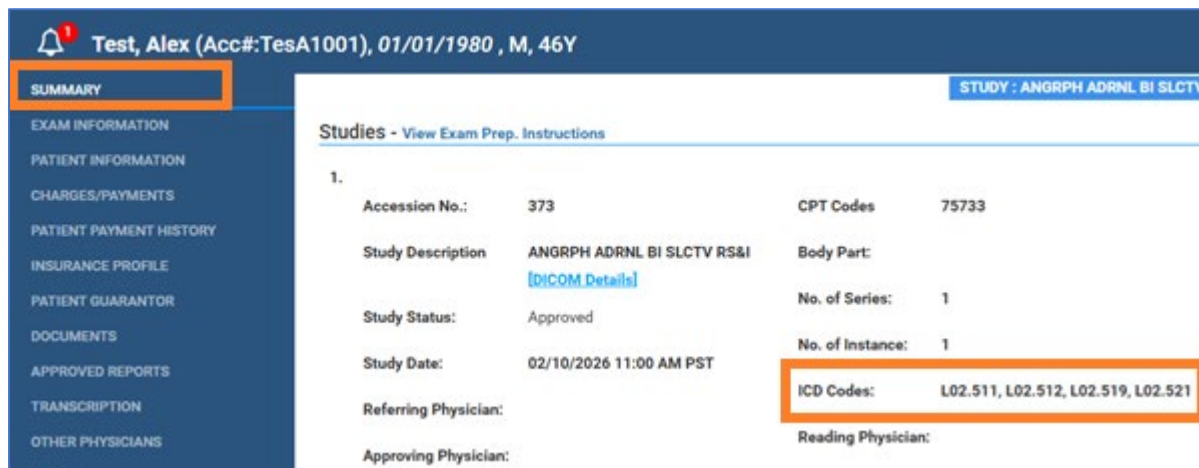 1
Test, Alex (Acc#:TesA1001), 01/01/1980 , M, 46Y
SUMMARY
EXAM INFORMATION
PATIENT INFORMATION
CHARGES/PAYMENTS
PATIENT PAYMENT HISTORY
INSURANCE PROFILE
PATIENT GUARANTOR
DOCUMENTS
APPROVED REPORTS
TRANSCRIPTION
OTHER PHYSICIANS
STUDY : ANGRPH ADRNL BI SLCTV
Studies - View Exam Prep. Instructions
1.
Accession No.: 373
Study Description ANGRPH ADRNL BI SLCTV RS&I
[DICOM Details]
Study Status: Approved
Study Date: 02/10/2026 11:00 AM PST
Referring Physician:
Approving Physician:
CPT Codes 75733
Body Part:
No. of Series: 1
No. of Instance: 1
ICD Codes: L02.511, L02.512, L02.519, L02.521
Reading Physician: